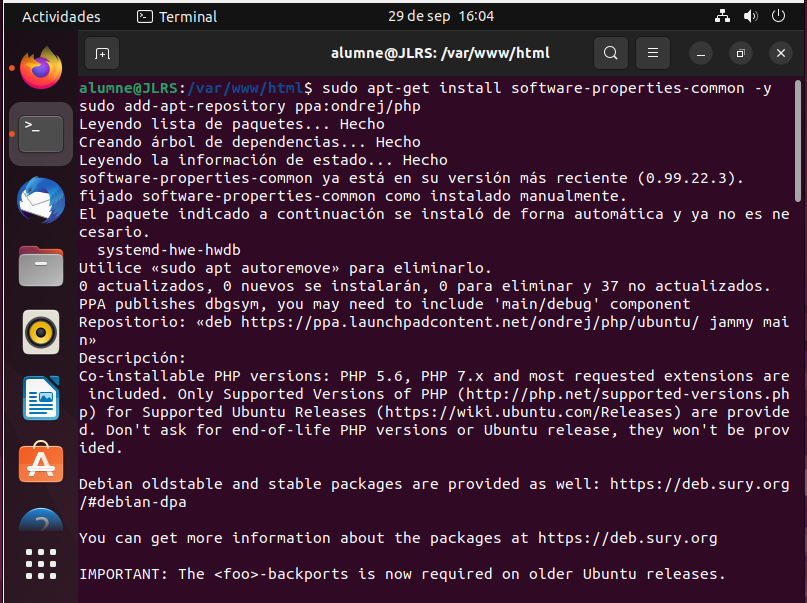 Actividades
Terminal
29 de sep 16:04
alumne@JLRS: /var/www/html
alumne@JLRS:/var/www/html$ sudo apt-get install software-properties-common -y
sudo add-apt-repository ppa:ondrej/php
Leyendo lista de paquetes... Hecho
Creando árbol de dependencias... Hecho
Leyendo la información de estado... Hecho
software-properties-common ya está en su versión más reciente (0.99.22.3).
fijado software-properties-common como instalado manualmente.
El paquete indicado a continuación se instaló de forma automática y ya no es ne
cesario.
systemd-hwe-hwdb
Utilice «sudo apt autoremove» para eliminarlo.
0 actualizados, 0 nuevos se instalarán, 0 para eliminar y 37 no actualizados.
PPA publishes dbgsym, you may need to include 'main/debug' component
Repositorio: «deb https://ppa.launchpadcontent.net/ondrej/php/ubuntu/ jammy mai
n»
Descripción:
Co-installable PHP versions: PHP 5.6, PHP 7.x and most requested extensions are
included. Only Supported Versions of PHP (http://php.net/supported-versions.ph
p) for Supported Ubuntu Releases (https://wiki.ubuntu.com/Releases) are provide
d. Don't ask for end-of-life PHP versions or Ubuntu release, they won't be prov
ided.
Debian oldstable and stable packages are provided as well: https://deb.sury.org
/#debian-dpa
You can get more information about the packages at https://deb.sury.org
IMPORTANT: The <foo>-backports is now required on older Ubuntu releases.